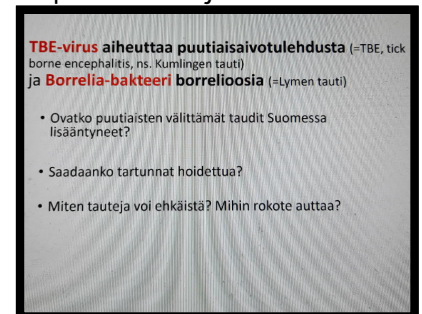 TBE-virus aiheuttaa puutiaisaivotulehdusta (=TBE, tick
borne encephalitis, ns. Kumlingen tauti)
ja Borrelia-bakteeri borrelioosia (=Lymen tauti)
• Ovatko puutiaisten välittämät taudit Suomessa
lisääntyneet?
• Saadaanko tartunnat hoidettua?
• Miten tauteja voi ehkäistä? Mihin rokote auttaa?